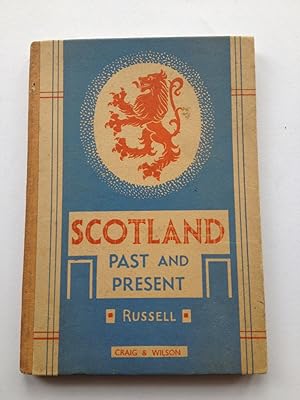 SCOTLAND
PAST AND
PRESENT
RUSSELL
CRAIG & WILSON